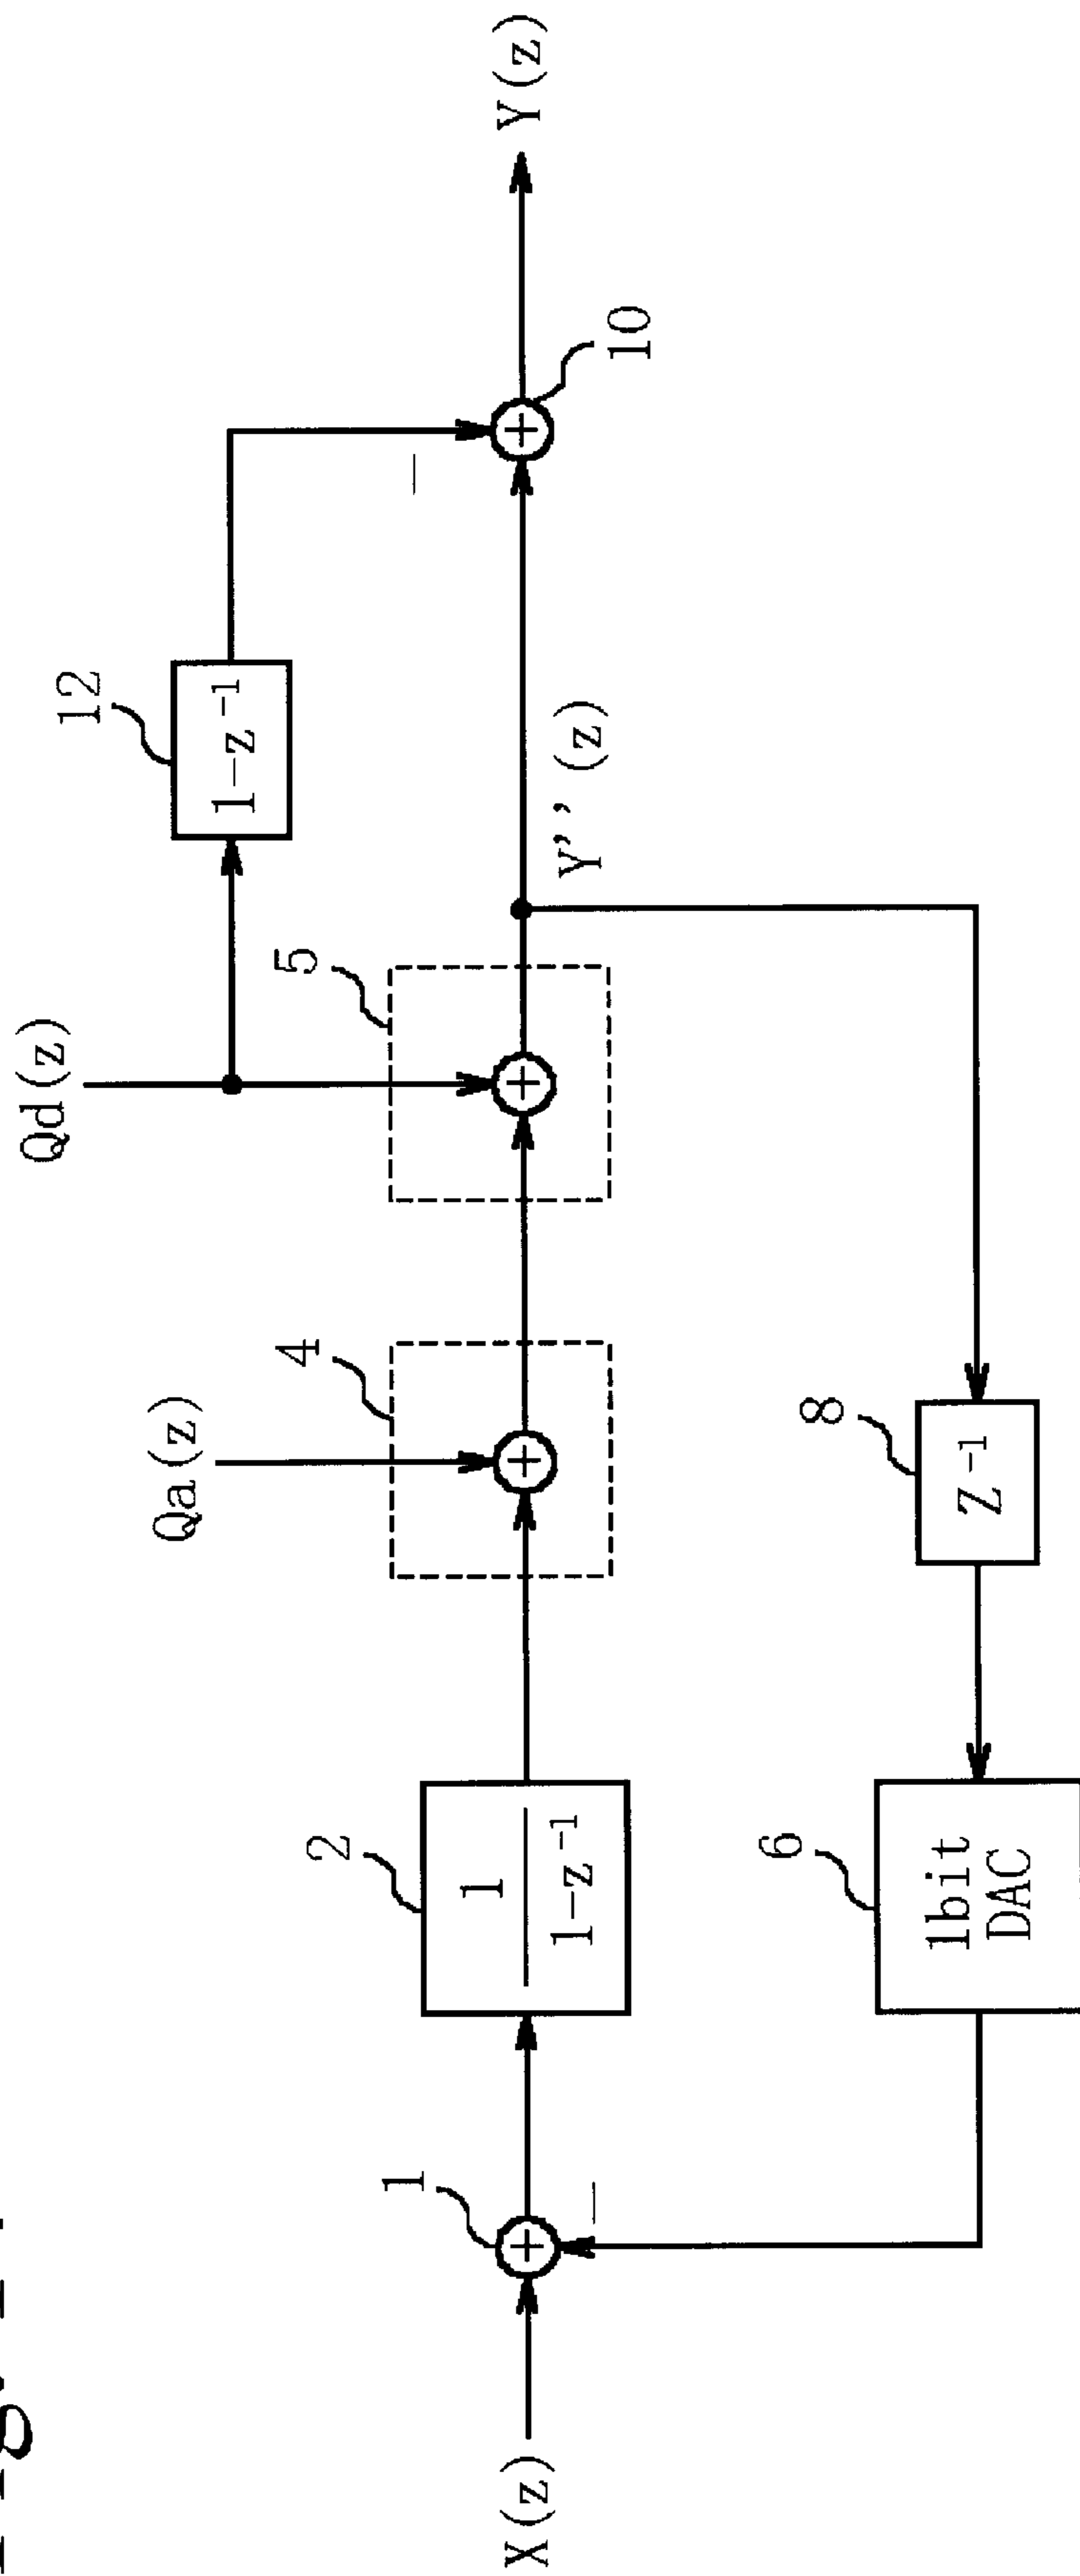 Qd(z)
12
1-z⁻¹
Qa(z)
4
5
2
1
1-z⁻¹
1
+
+
+
+
−
−
X(z)
Y''(z)
10
Y(z)
8
Z⁻¹
6
1bit
DAC